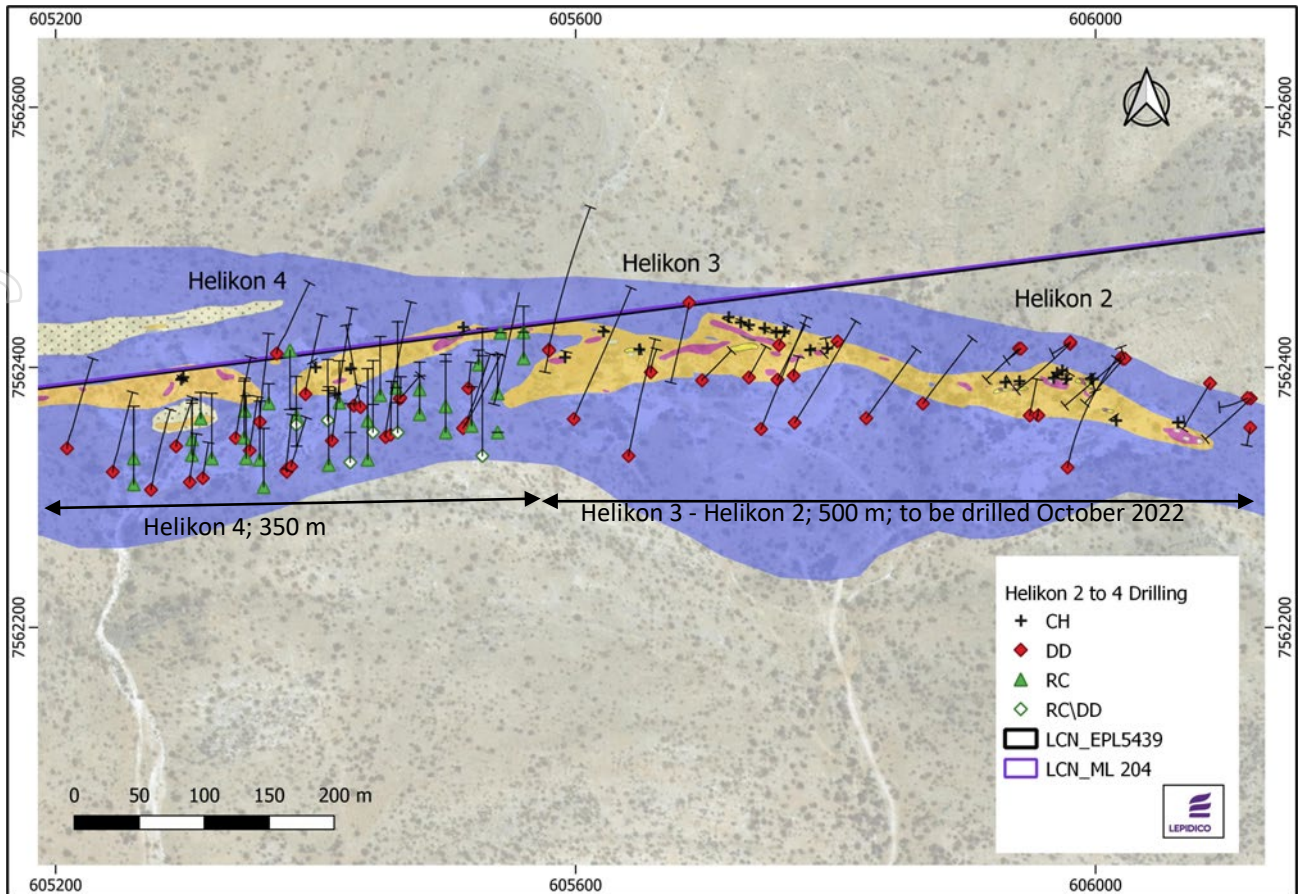 605200 605600 606000
7562600 7562600
Helikon 4
Helikon 3
Helikon 2
7562400 7562400
Helikon 4; 350 m
Helikon 3 - Helikon 2; 500 m; to be drilled October 2022
7562200 7562200
Helikon 2 to 4 Drilling
CH
DD
RC
RC\DD
LCN_EPL5439
LCN_ML 204
0 50 100 150 200 m
LEPIDICO
605200 605600 606000